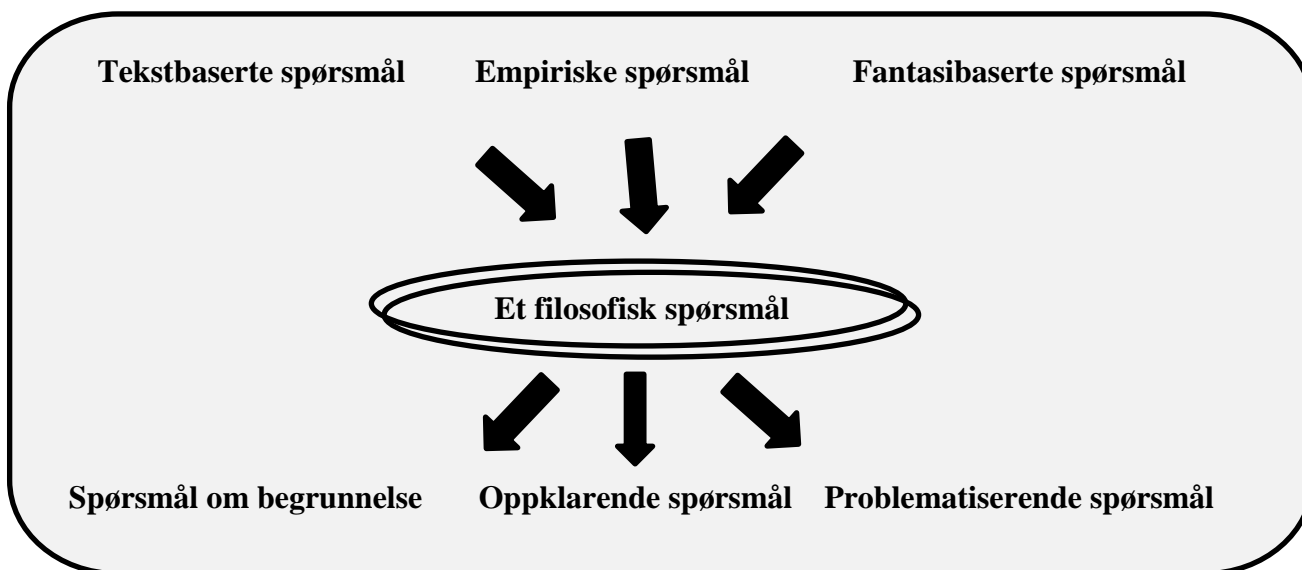 Tekstbaserte spørsmål Empiriske spørsmål Fantasibaserte spørsmål
Et filosofisk spørsmål
Spørsmål om begrunnelse Oppklarende spørsmål Problematiserende spørsmål